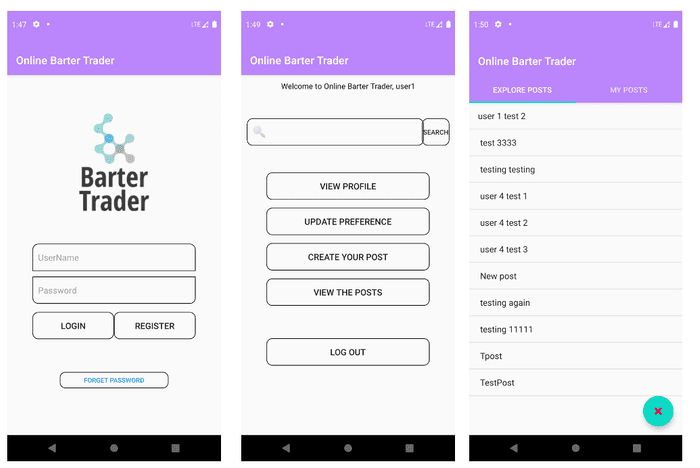 1:47
LTE
Online Barter Trader
Barter
Trader
UserName
Password
LOGIN
REGISTER
FORGET PASSWORD
1:49
LTE
Online Barter Trader
Welcome to Online Barter Trader, user1
SEARCH
VIEW PROFILE
UPDATE PREFERENCE
CREATE YOUR POST
VIEW THE POSTS
LOG OUT
1:50
LTE
Online Barter Trader
EXPLORE POSTS
MY POSTS
user 1 test 2
test 3333
testing testing
user 4 test 1
user 4 test 2
user 4 test 3
New post
testing again
testing 11111
Tpost
TestPost